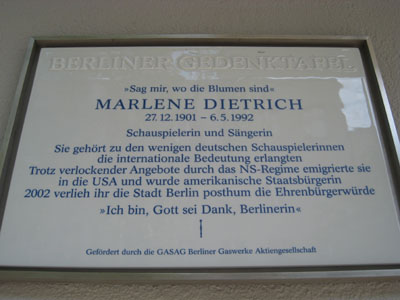 BERLINER GEDENKTAFEL
»Sag mir, wo die Blumen sind«
MARLENE DIETRICH
27. 12. 1901 – 6. 5. 1992
Schauspielerin und Sängerin
Sie gehört zu den wenigen deutschen Schauspielerinnen
die internationale Bedeutung erlangten
Trotz verlockender Angebote durch das NS-Regime emigrierte sie
in die USA und wurde amerikanische Staatsbürgerin
2002 verlieh ihr die Stadt Berlin posthum die Ehrenbürgerwürde
»Ich bin, Gott sei Dank, Berlinerin«
Gefördert durch die GASAG Berliner Gaswerke Aktiengesellschaft